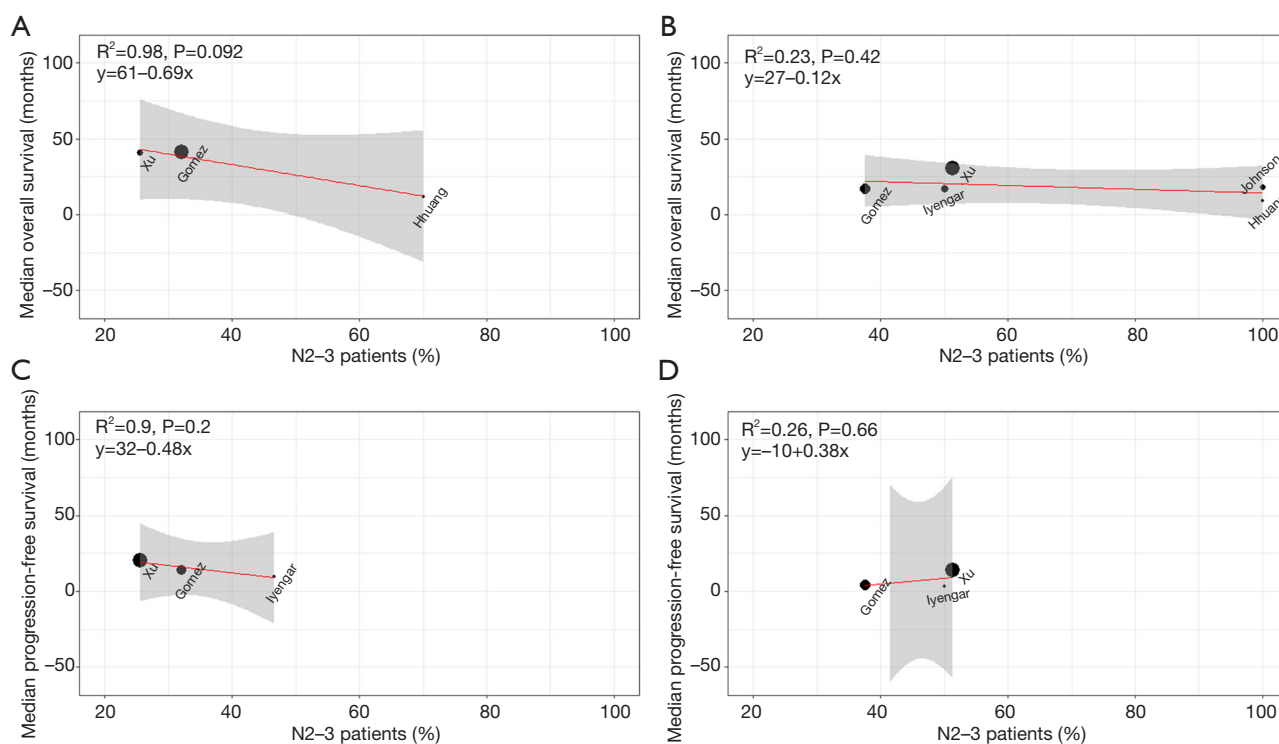 A
R²=0.98, P=0.092
y=61–0.69x
Median overall survival (months)
100
50
0
–50
Xu
Gomez
Hhuang
20 40 60 80 100
N2–3 patients (%)
B
R²=0.23, P=0.42
y=27–0.12x
Median overall survival (months)
100
50
0
–50
Gomez
Iyengar
Xu
Johnson
Hhuang
20 40 60 80 100
N2–3 patients (%)
C
R²=0.9, P=0.2
y=32–0.48x
Median progression-free survival (months)
100
50
0
–50
Xu
Gomez
Iyengar
20 40 60 80 100
N2–3 patients (%)
D
R²=0.26, P=0.66
y=–10+0.38x
Median progression-free survival (months)
100
50
0
–50
Gomez
Iyengar
Xu
20 40 60 80 100
N2–3 patients (%)